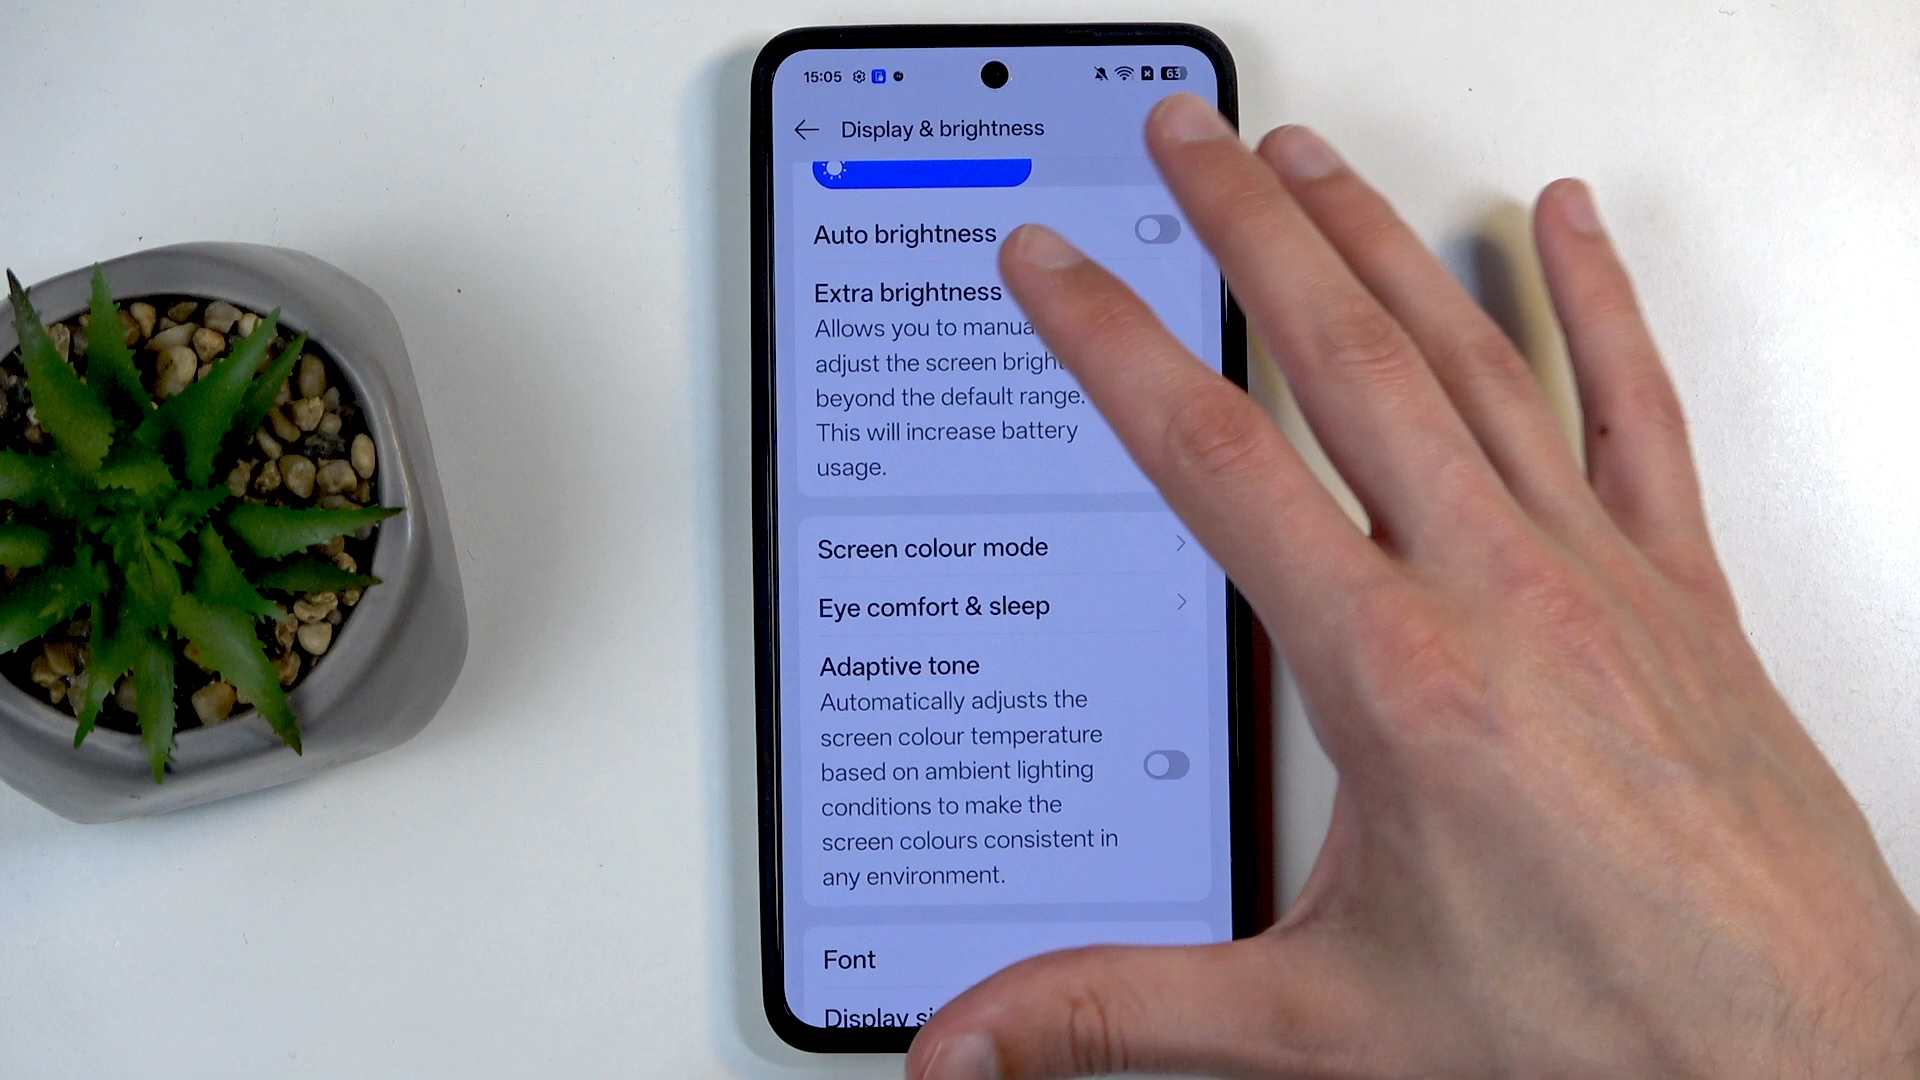 15:05
63
Display & brightness
Auto brightness
Extra brightness
Allows you to
adjust the screen
beyond the default range.
This will increase battery
usage.
Screen colour mode
Eye comfort & sleep
Adaptive tone
Automatically adjusts the
screen colour temperature
based on ambient lighting
conditions to make the
screen colours consistent in
any environment.
Font
Display